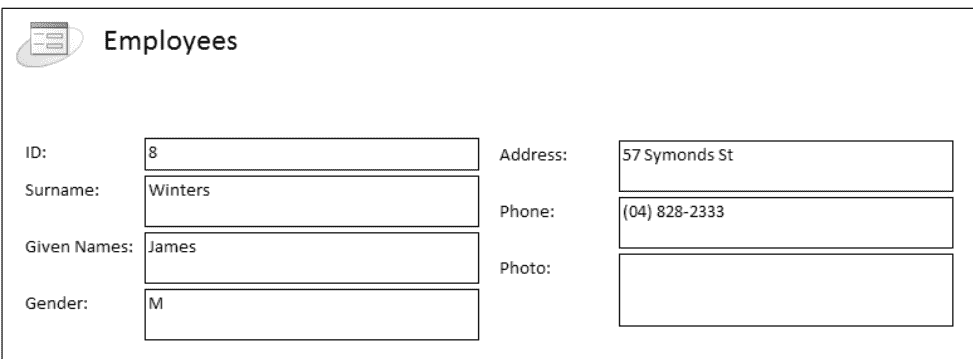 Employees
ID: 8
Surname: Winters
Given Names: James
Gender: M
Address: 57 Symonds St
Phone: (04) 828-2333
Photo: